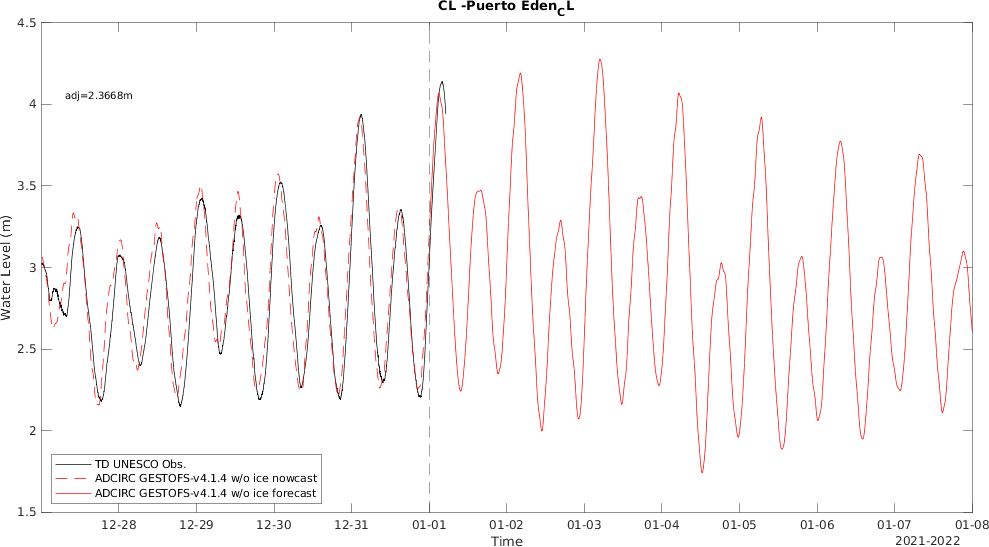 CL -Puerto Eden_CL
4.5
4
3.5
3
2.5
2
1.5
Water Level (m)
adj=2.3668m
TD UNESCO Obs.
ADCIRC GESTOFS-v4.1.4 w/o ice nowcast
ADCIRC GESTOFS-v4.1.4 w/o ice forecast
12-28 12-29 12-30 12-31 01-01 01-02 01-03 01-04 01-05 01-06 01-07 01-08
Time
2021-2022